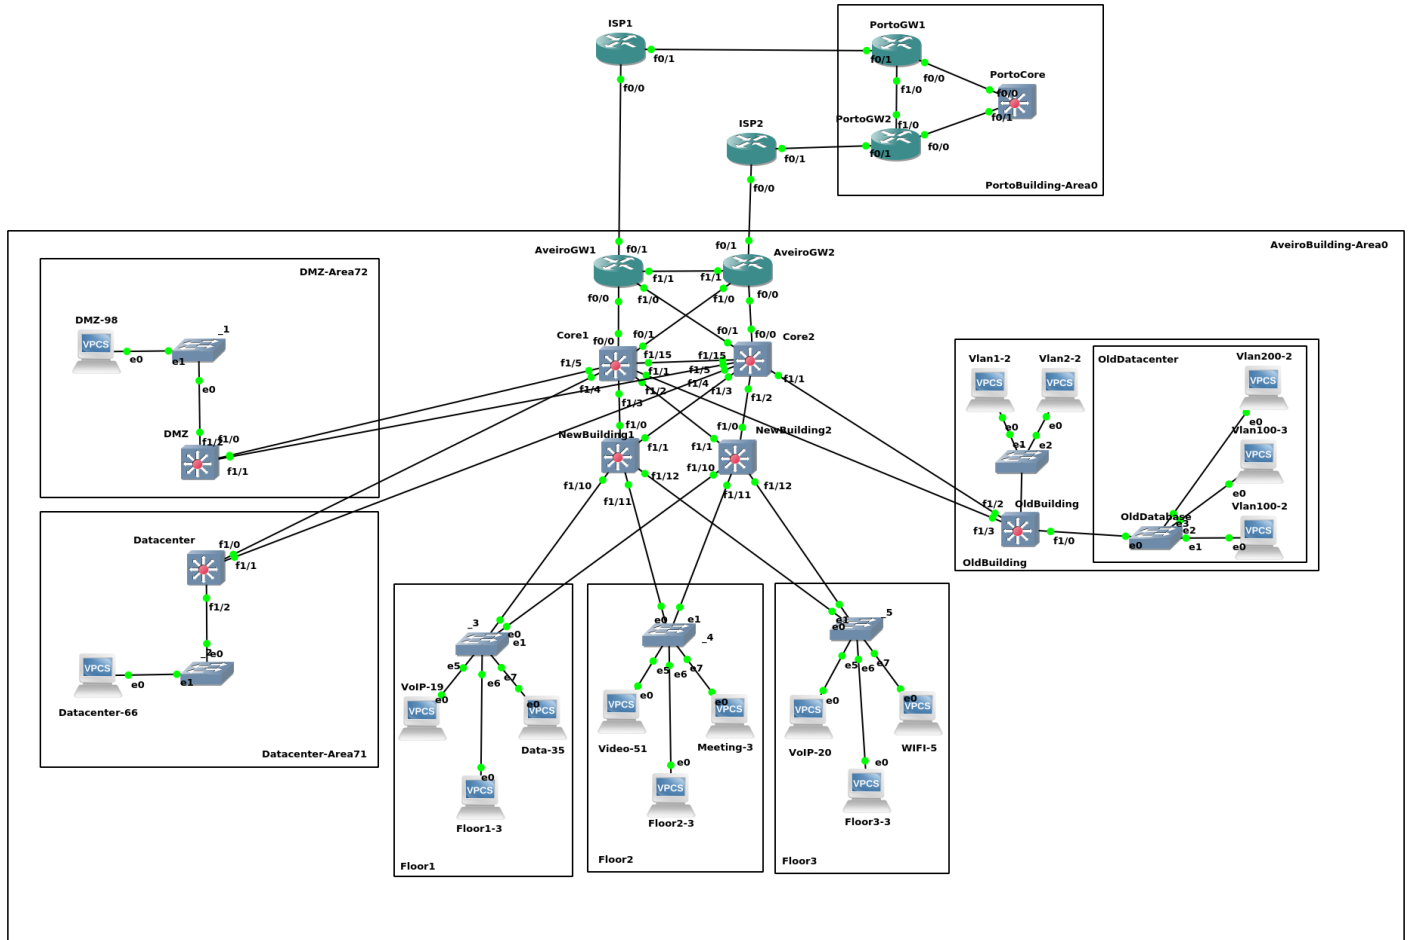 ISP1
f0/1
f0/0
PortoGW1
f0/1
f0/0
f1/0
PortoCore
f0/0
f0/1
ISP2
f0/1
f0/0
PortoGW2
f1/0
f0/1
f0/0
PortoBuilding-Area0
AveiroBuilding-Area0
AveiroGW1
f0/1
f1/1
f0/0
f1/0
f0/1
AveiroGW2
f1/1
f0/0
f1/0
DMZ-Area72
DMZ-98
VPCS
e0
_1
e1
e0
DMZ
f1/2
f1/0
f1/1
Core1
f0/0
f0/1
f1/5
f1/4
f1/15
f1/1
f1/2
f1/3
Core2
f0/1
f0/0
f1/15
f1/5
f1/4
f1/3
f1/1
f1/2
NewBuilding1
f1/0
f1/1
f1/10
f1/11
f1/12
NewBuilding2
f1/0
f1/1
f1/10
f1/11
f1/12
Vlan1-2
VPCS
e0
e1
Vlan2-2
VPCS
e0
e2
OldDatacenter
Vlan200-2
VPCS
e0
Vlan100-3
VPCS
e0
Vlan100-2
VPCS
e0
OldDatabase
e3
e2
e1
e0
OldBuilding
f1/2
f1/3
f1/0
OldBuilding
Datacenter
f1/0
f1/1
f1/2
e0
e1
VPCS
e0
Datacenter-66
Datacenter-Area71
_3
e0
e1
e5
e6
e7
VoIP-19
e0
VPCS
e0
VPCS
Data-35
e0
VPCS
Floor1-3
Floor1
e0
e1
_4
e5
e6
e7
e0
VPCS
Video-51
e0
VPCS
Meeting-3
e0
VPCS
Floor2-3
Floor2
_5
e1
e0
e5
e6
e7
e0
VPCS
VoIP-20
e0
VPCS
WIFI-5
e0
VPCS
Floor3-3
Floor3